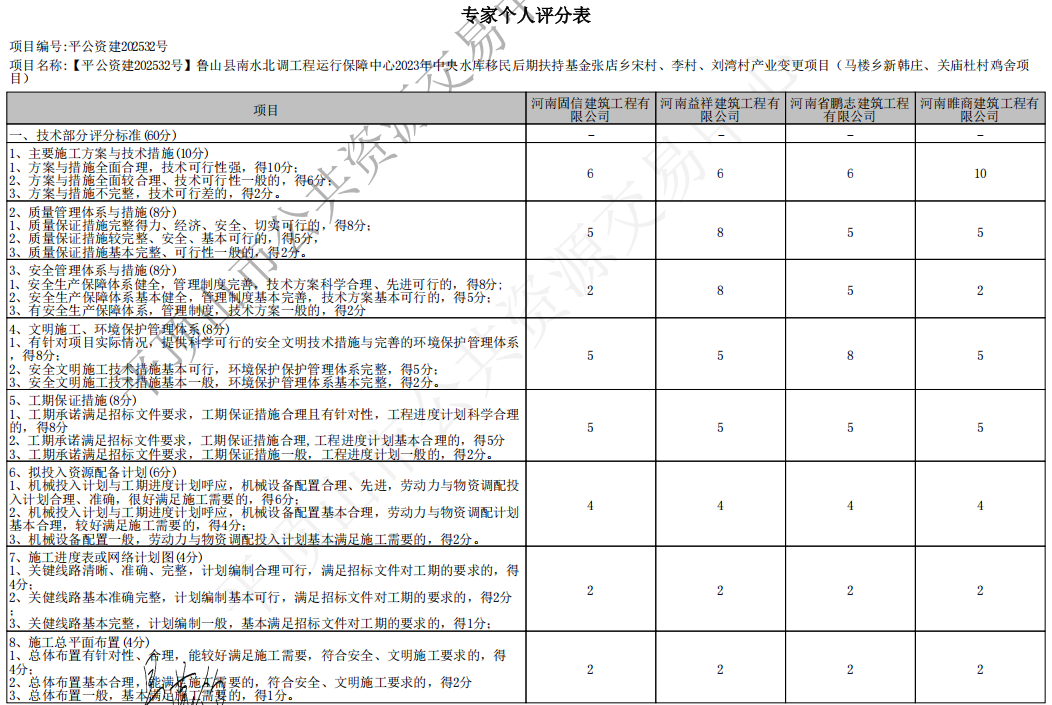 专家个人评分表
项目编号:平公资建202532号
项目名称:【平公资建202532号】鲁山县南水北调工程运行保障中心2023年中央水库移民后期扶持基金张店乡宋村、李村、刘湾村产业变更项目（马楼乡新韩庄、关庙杜村鸡舍项
目）
项目 河南固信建筑工程有 河南益祥建筑工程有 河南省鹏志建筑工程 河南睢商建筑工程有
限公司 限公司 有限公司 限公司
一、技术部分评分标准(60分) - - - -
1、主要施工方案与技术措施(10分)
1、方案与措施全面合理，技术可行性强，得10分；
2、方案与措施全面较合理、技术可行性一般的，得6分；
3、方案与措施不完整，技术可行差的，得2分。
6 6 6 10
2、质量管理体系与措施(8分)
1、质量保证措施完整得力、经济、安全、切实可行的，得8分；
2、质量保证措施较完整、安全、基本可行的，得5分，
3、质量保证措施基本完整、可行性一般的，得2分。
5 8 5 5
3、安全管理体系与措施(8分)
1、安全生产保障体系健全，管理制度完善，技术方案科学合理、先进可行的，得8分；
2、安全生产保障体系基本健全，管理制度基本完善，技术方案基本可行的，得5分；
3、有安全生产保障体系，管理制度，技术方案一般的，得2分
2 8 5 2
4、文明施工、环境保护管理体系(8分)
1、有针对项目实际情况，提供科学可行的安全文明技术措施与完善的环境保护管理体系
，得8分；
2、安全文明施工技术措施基本可行，环境保护保护管理体系完整，得5分；
3、安全文明施工技术措施基本一般，环境保护管理体系基本完整，得2分。
5 5 8 5
5、工期保证措施(8分)
1、工期承诺满足招标文件要求，工期保证措施合理且有针对性，工程进度计划科学合理
的，得8分
2、工期承诺满足招标文件要求，工期保证措施合理,工程进度计划基本合理的，得5分
3、工期承诺满足招标文件要求，工期保证措施一般，工程进度计划一般的，得2分。
5 5 5 5
6、拟投入资源配备计划(6分)
1、机械投入计划与工期进度计划呼应，机械设备配置合理、先进，劳动力与物资调配投
入计划合理、准确，很好满足施工需要的，得6分；
2、机械投入计划与工期进度计划呼应，机械设备配置基本合理，劳动力与物资调配计划
基本合理，较好满足施工需要的，得4分；
3、机械设备配置一般，劳动力与物资调配投入计划基本满足施工需要的，得2分。
4 4 4 4
7、施工进度表或网络计划图(4分)
1、关键线路清晰、准确、完整，计划编制合理可行，满足招标文件对工期的要求的，得
4分；
2、关健线路基本准确完整，计划编制基本可行，满足招标文件对工期的要求的，得2分
；
3、关健线路基本完整，计划编制一般，基本满足招标文件对工期的要求的，得1分；
2 2 2 2
8、施工总平面布置(4分)
1、总体布置有针对性、合理，能较好满足施工需要，符合安全、文明施工要求的，得
4分；
2、总体布置基本合理，能满足施工需要的，符合安全、文明施工要求的，得2分
3、总体布置一般，基本满足施工需要的，得1分。
2 2 2 2
平顶山市公共资源交易中
平顶山市公共资源交易中心